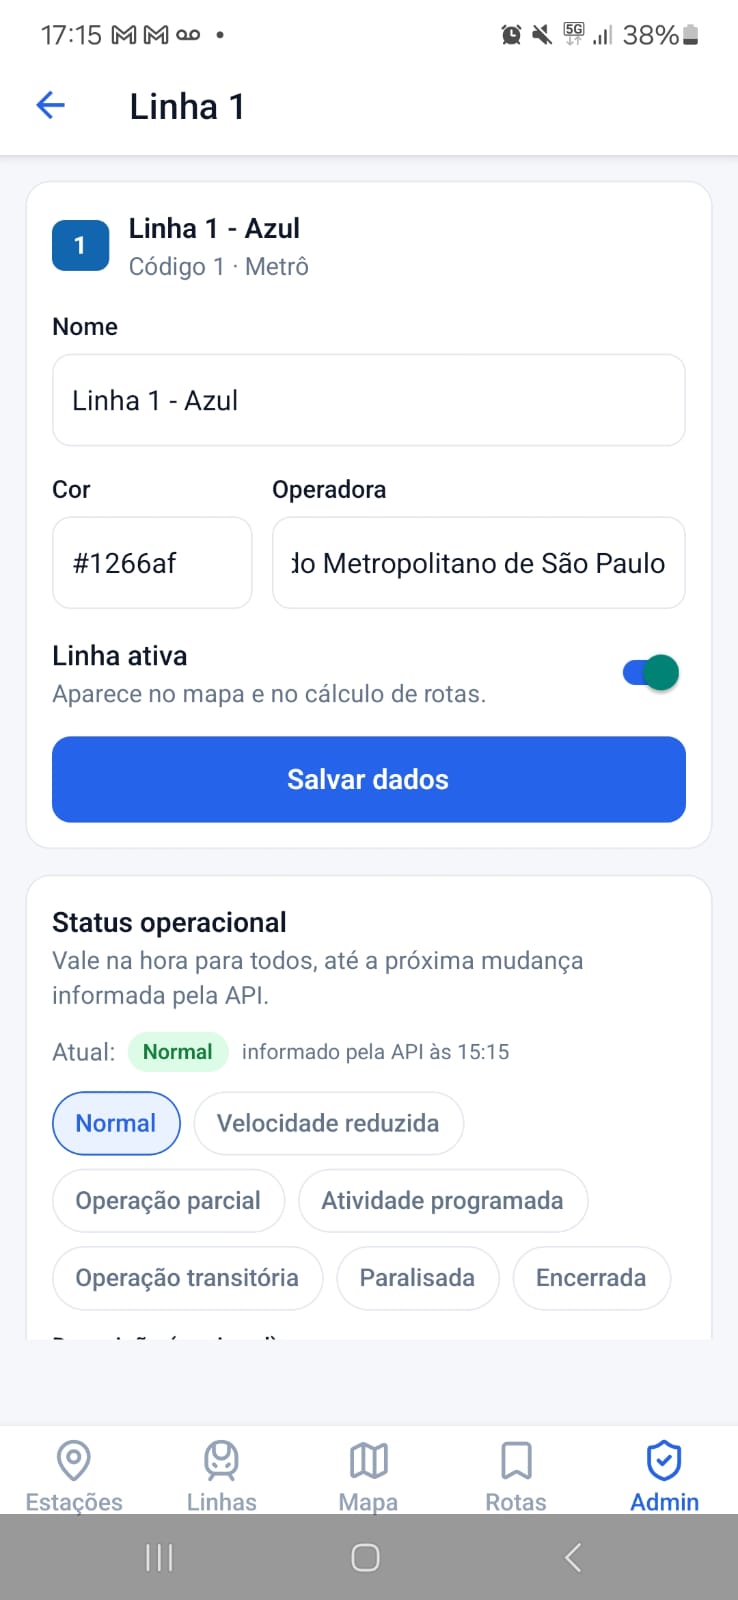 17:15
5G
38%
Linha 1
1
Linha 1 - Azul
Código 1 · Metrô
Nome
Linha 1 - Azul
Cor
Operadora
#1266af
do Metropolitano de São Paulo
Linha ativa
Aparece no mapa e no cálculo de rotas.
Salvar dados
Status operacional
Vale na hora para todos, até a próxima mudança
informada pela API.
Atual: Normal informado pela API às 15:15
Normal
Velocidade reduzida
Operação parcial
Atividade programada
Operação transitória
Paralisada
Encerrada
Estações
Linhas
Mapa
Rotas
Admin